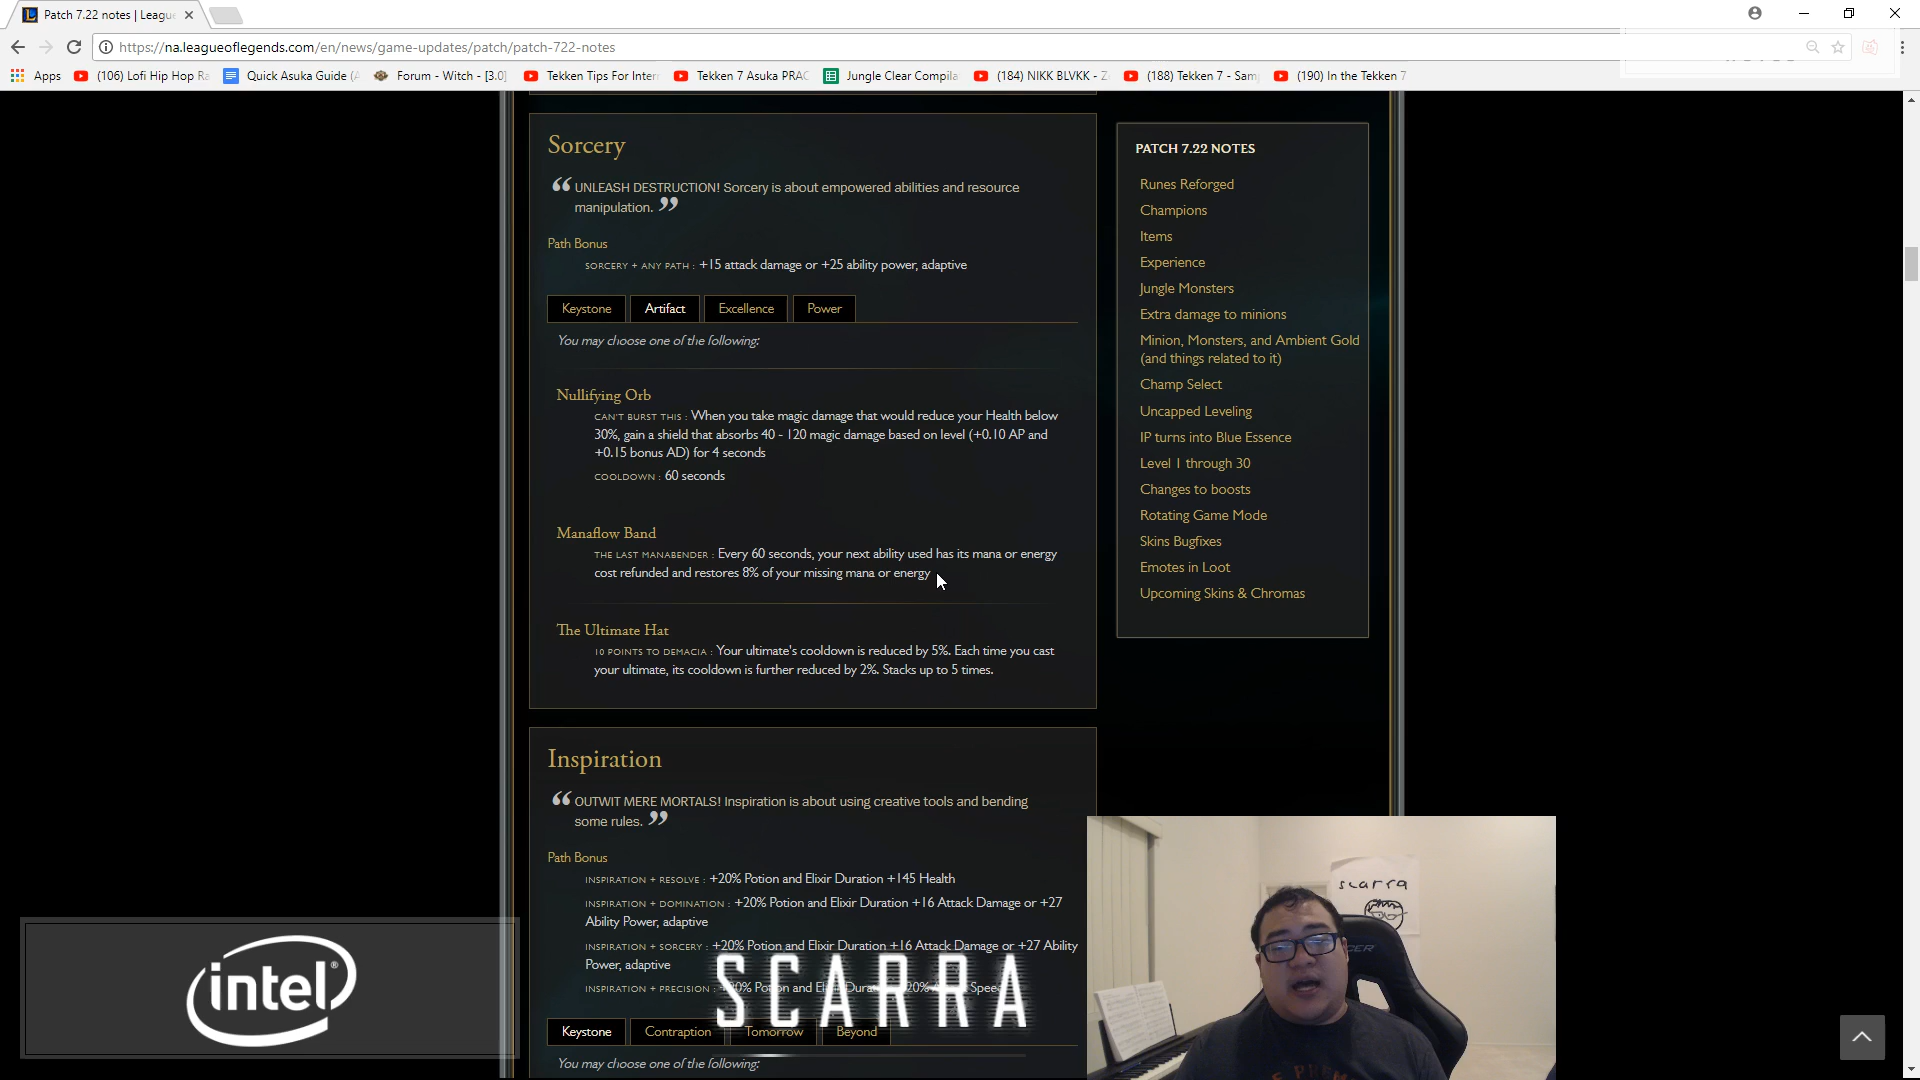 Patch 7.22 notes | Leagu
https://na.leagueoflegends.com/en/news/game-updates/patch/patch-722-notes
Apps (106) Lofi Hip Hop Ra Quick Asuka Guide (A Forum - Witch - [3.0] Tekken Tips For Inter Tekken 7 Asuka PRAC Jungle Clear Compila (184) NIKK BLVKK - Z (188) Tekken 7 - Sam (190) In the Tekken 7
Sorcery
“ UNLEASH DESTRUCTION! Sorcery is about empowered abilities and resource
manipulation. ”
Path Bonus
SORCERY + ANY PATH : +15 attack damage or +25 ability power, adaptive
Keystone Artifact Excellence Power
You may choose one of the following:
Nullifying Orb
CAN'T BURST THIS : When you take magic damage that would reduce your Health below
30%, gain a shield that absorbs 40 - 120 magic damage based on level (+0.10 AP and
+0.15 bonus AD) for 4 seconds
COOLDOWN : 60 seconds
Manaflow Band
THE LAST MANABENDER : Every 60 seconds, your next ability used has its mana or energy
cost refunded and restores 8% of your missing mana or energy
The Ultimate Hat
10 POINTS TO DEMACIA : Your ultimate's cooldown is reduced by 5%. Each time you cast
your ultimate, its cooldown is further reduced by 2%. Stacks up to 5 times.
Inspiration
“ OUTWIT MERE MORTALS! Inspiration is about using creative tools and bending
some rules. ”
Path Bonus
INSPIRATION + RESOLVE : +20% Potion and Elixir Duration +145 Health
INSPIRATION + DOMINATION : +20% Potion and Elixir Duration +16 Attack Damage or +27
Ability Power, adaptive
INSPIRATION + SORCERY : +20% Potion and Elixir Duration +16 Attack Damage or +27 Ability
Power, adaptive
INSPIRATION + PRECISION : +20% Potion and
Keystone Contraption Tomorrow Beyond
You may choose one of the following:
PATCH 7.22 NOTES
Runes Reforged
Champions
Items
Experience
Jungle Monsters
Extra damage to minions
Minion, Monsters, and Ambient Gold
(and things related to it)
Champ Select
Uncapped Leveling
IP turns into Blue Essence
Level 1 through 30
Changes to boosts
Rotating Game Mode
Skins Bugfixes
Emotes in Loot
Upcoming Skins & Chromas
intel®
SCARRA
scarra